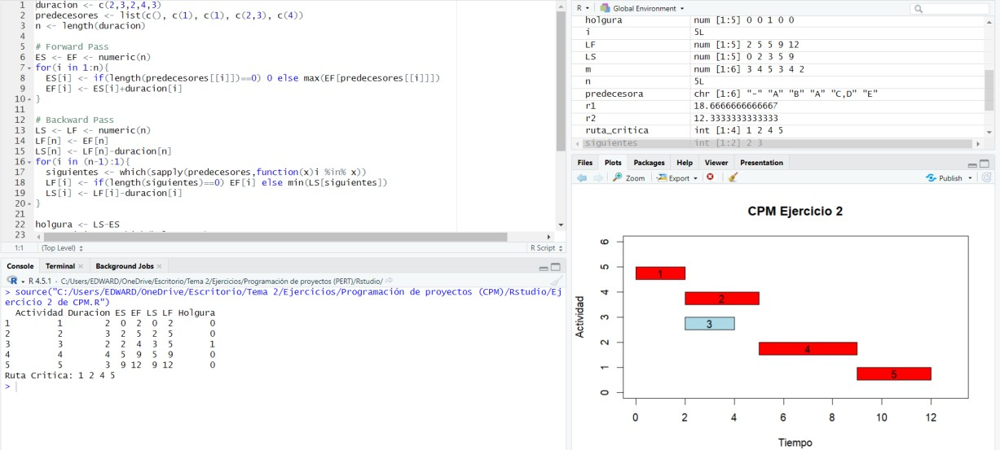 1 duracion <- c(2,3,2,4,3)
2 predecesores <- list(c(), c(1), c(1), c(2,3), c(4))
3 n <- length(duracion)
4
5 # Forward Pass
6 ES <- EF <- numeric(n)
7 for(i in 1:n){
8 ES[i] <- if(length(predecesores[[i]])==0) 0 else max(EF[predecesores[[i]]])
9 EF[i] <- ES[i]+duracion[i]
10 }
11
12 # Backward Pass
13 LS <- LF <- numeric(n)
14 LF[n] <- EF[n]
15 LS[n] <- LF[n]-duracion[n]
16 for(i in (n-1):1){
17 siguientes <- which(sapply(predecesores,function(x)i %in% x))
18 LF[i] <- if(length(siguientes)==0) EF[i] else min(LS[siguientes])
19 LS[i] <- LF[i]-duracion[i]
20 }
21
22 holgura <- LS-ES
23
1:1 (Top Level) R Script
Console Terminal Background Jobs
R R 4.5.1 · C:/Users/EDWARD/OneDrive/Escritorio/Tema 2/Ejercicios/Programación de proyectos (PERT)/Rstudio/
> source("C:/Users/EDWARD/OneDrive/Escritorio/Tema 2/Ejercicios/Programación de proyectos (CPM)/Rstudio/Ej
ercicio 2 de CPM.R")
Actividad Duracion ES EF LS LF Holgura
1 1 2 0 2 0 2 0
2 2 3 2 5 2 5 0
3 3 2 2 4 3 5 1
4 4 4 5 9 5 9 0
5 5 3 9 12 9 12 0
Ruta Critica: 1 2 4 5
>
R Global Environment
holgura num [1:5] 0 0 1 0 0
i 5L
LF num [1:5] 2 5 5 9 12
LS num [1:5] 0 2 3 5 9
m num [1:6] 3 4 5 3 4 2
n 5L
predecesora chr [1:6] "-" "A" "B" "A" "C,D" "E"
r1 18.6666666666667
r2 12.3333333333333
ruta_critica int [1:4] 1 2 4 5
siguientes int [1:2] 2 3
Files Plots Packages Help Viewer Presentation
Zoom Export Publish
CPM Ejercicio 2
Actividad
6
5
4
3
2
1
0
1
2
3
4
5
0 2 4 6 8 10 12
Tiempo